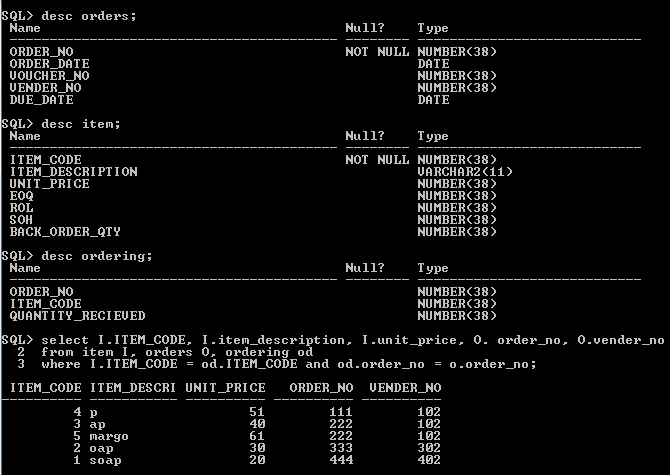 SQL> desc orders;
Name Null? Type
ORDER_NO NOT NULL NUMBER(38)
ORDER_DATE DATE
VOUCHER_NO NUMBER(38)
VENDER_NO NUMBER(38)
DUE_DATE DATE
SQL> desc item;
Name Null? Type
ITEM_CODE NOT NULL NUMBER(38)
ITEM_DESCRIPTION VARCHAR2(11)
UNIT_PRICE NUMBER(38)
EOQ NUMBER(38)
ROL NUMBER(38)
SOH NUMBER(38)
BACK_ORDER_QTY NUMBER(38)
SQL> desc ordering;
Name Null? Type
ORDER_NO NUMBER(38)
ITEM_CODE NUMBER(38)
QUANTITY_RECIEVED NUMBER(38)
SQL> select I.ITEM_CODE, I.item_description, I.unit_price, O. order_no, O.vender_no
2 from item I, orders O, ordering od
3 where I.ITEM_CODE = od.ITEM_CODE and od.order_no = o.order_no;
ITEM_CODE ITEM_DESCRI UNIT_PRICE ORDER_NO VENDER_NO
4 p 51 111 102
3 ap 40 222 102
5 margo 61 222 102
2 oap 30 333 302
1 soap 20 444 402